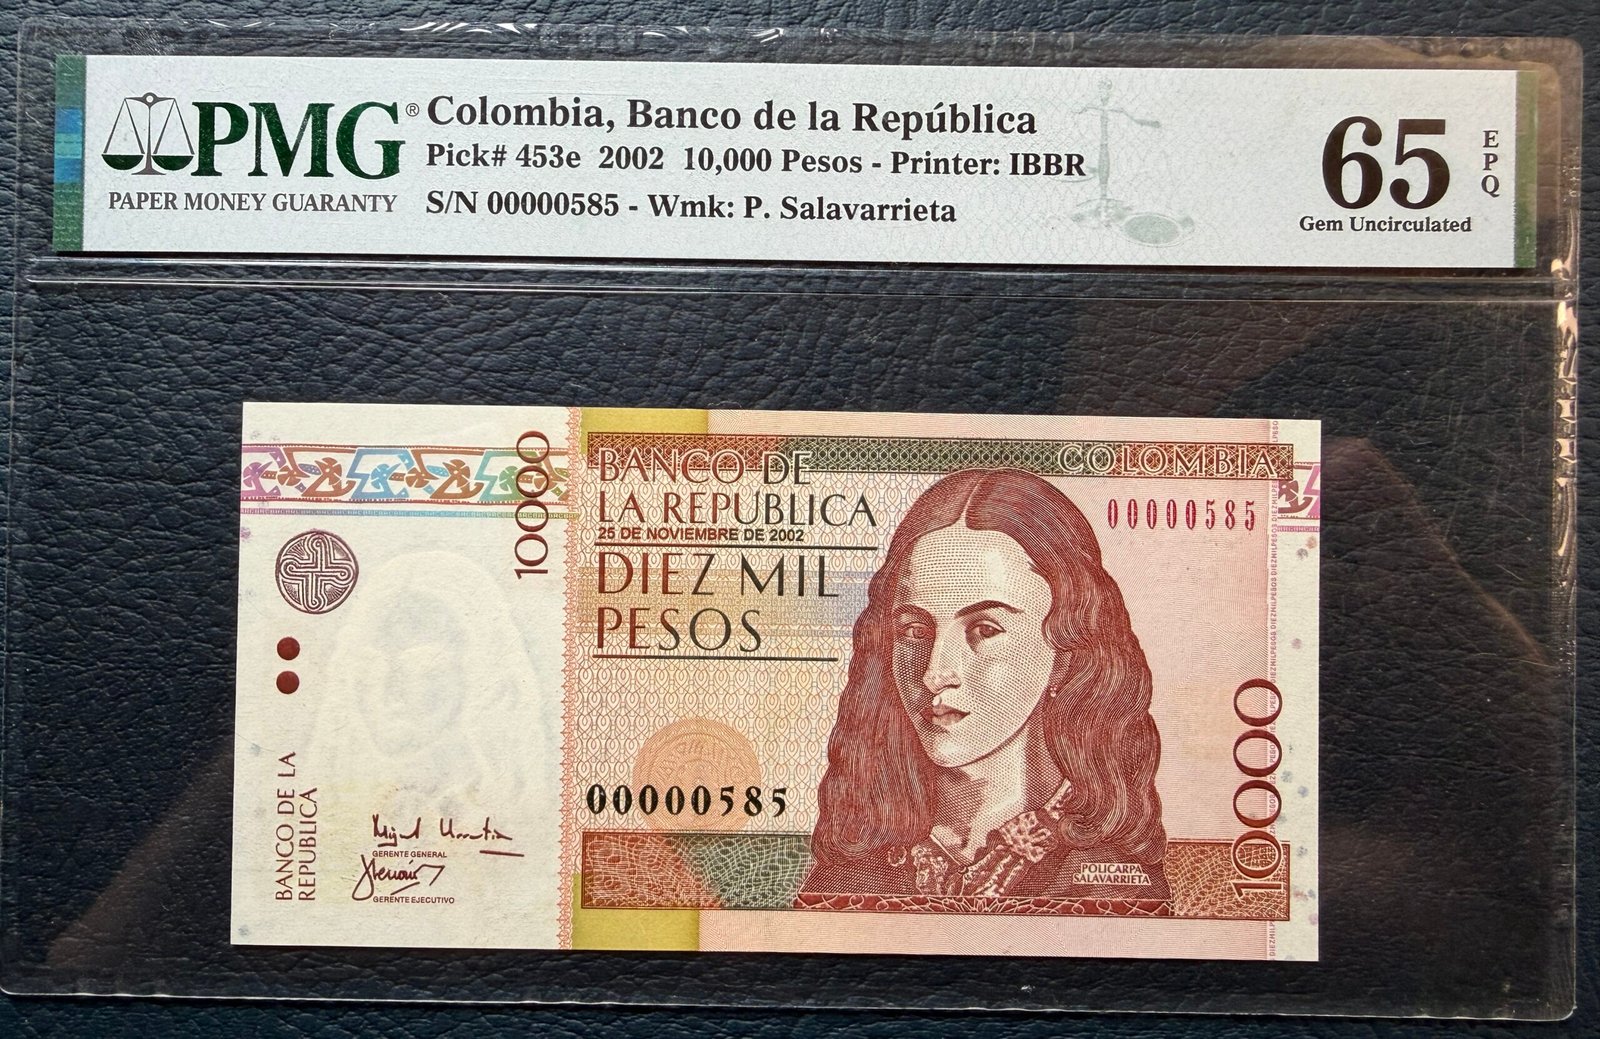 PMG®
PAPER MONEY GUARANTY
Colombia, Banco de la República
Pick# 453e 2002 10,000 Pesos - Printer: IBBR
S/N 00000585 - Wmk: P. Salavarrieta
65
EPQ
Gem Uncirculated
10000
BANCO DE
LA REPUBLICA
25 DE NOVIEMBRE DE 2002
DIEZ MIL
PESOS
COLOMBIA
00000585
00000585
BANCO DE LA
REPUBLICA
GERENTE GENERAL
GERENTE EJECUTIVO
POLICARPA
SALAVARRIETA
10000